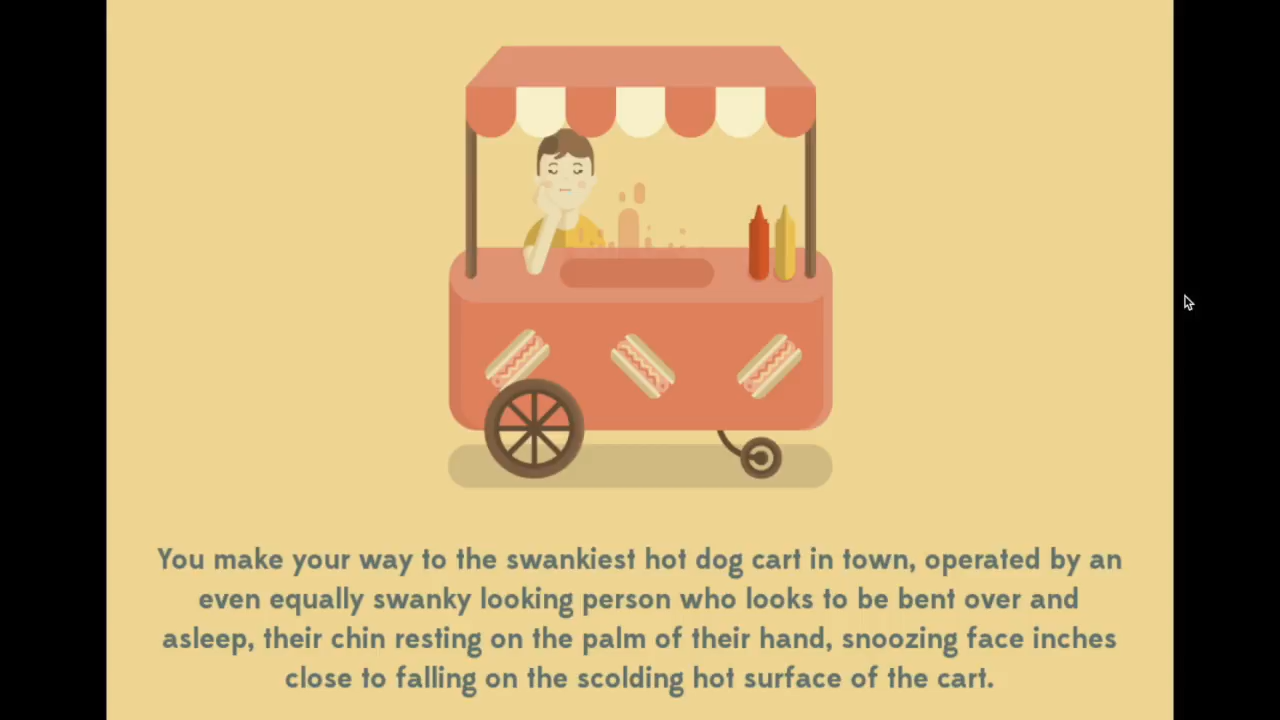 You make your way to the swankiest hot dog cart in town, operated by an
even equally swanky looking person who looks to be bent over and
asleep, their chin resting on the palm of their hand, snoozing face inches
close to falling on the scolding hot surface of the cart.